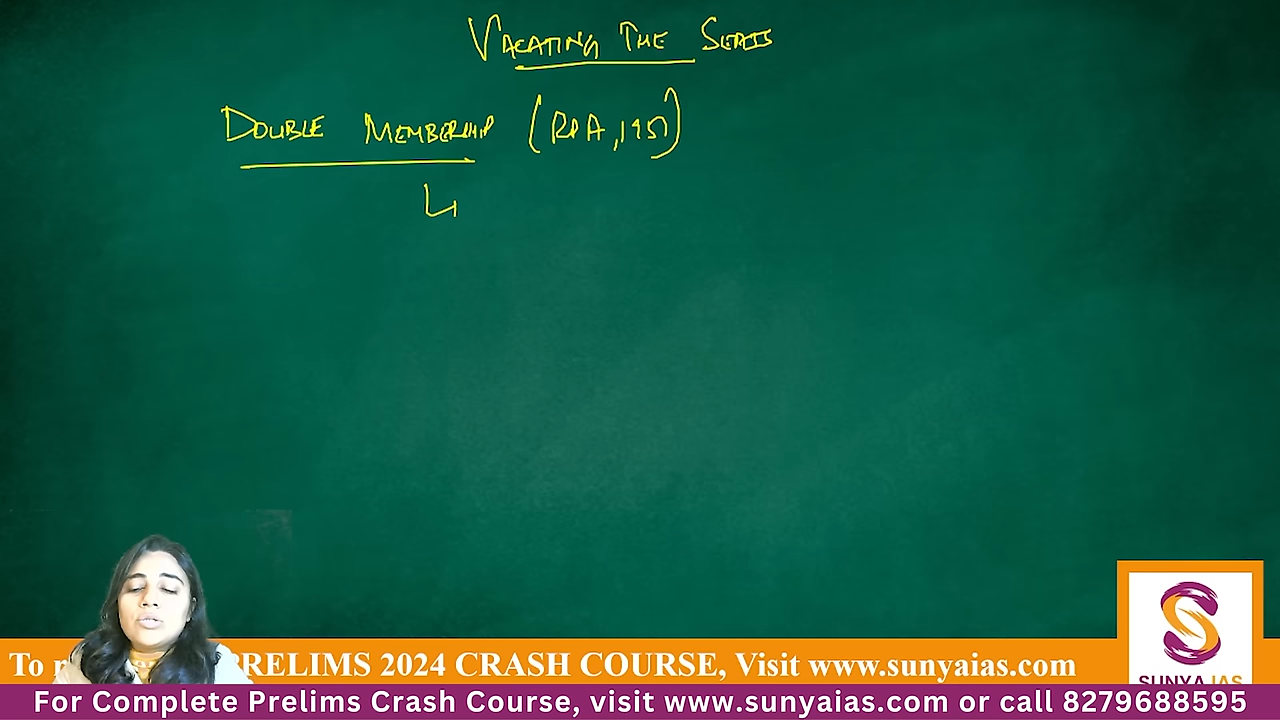 VACATING THE SEATS
DOUBLE MEMBERSHIP (RPA, 1951)
To PRELIMS 2024 CRASH COURSE, Visit www.sunyaias.com
SUNYA IAS
For Complete Prelims Crash Course, visit www.sunyaias.com or call 8279688595